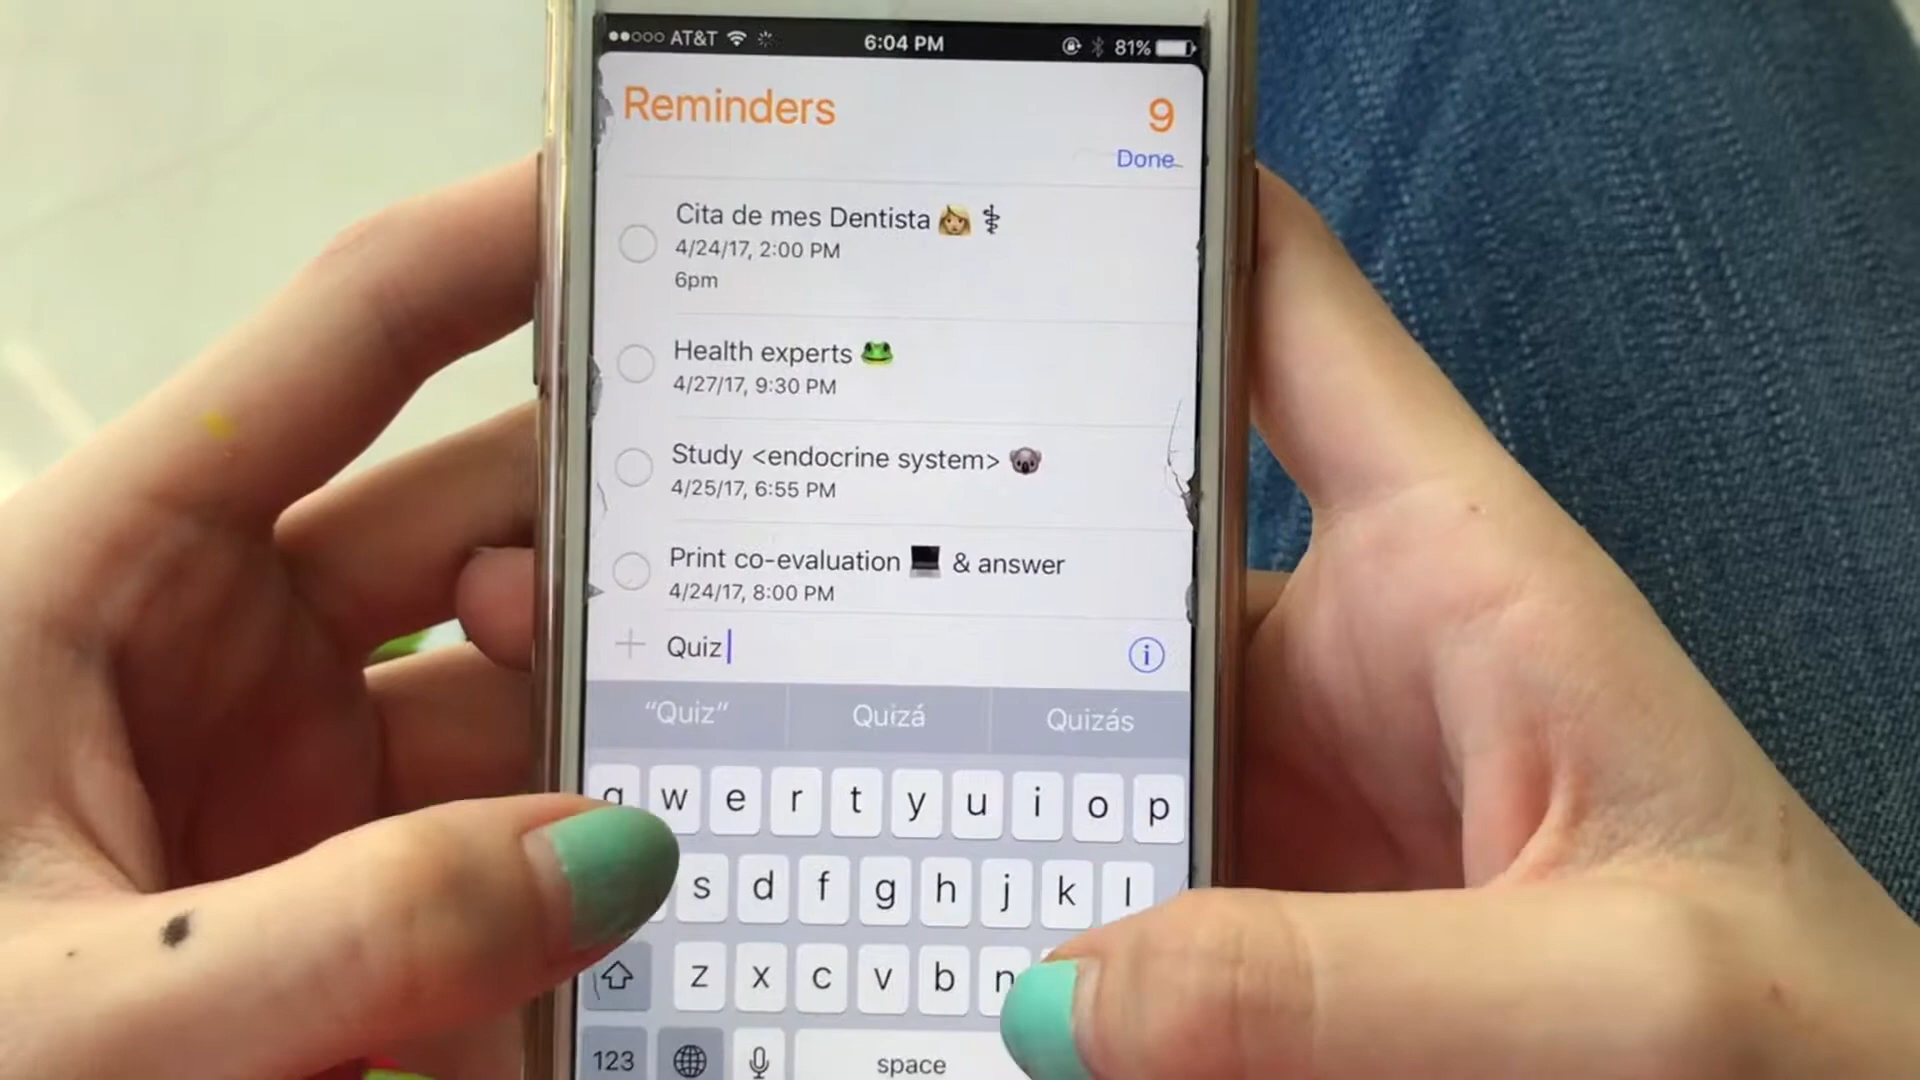 AT&T 6:04 PM 81%
Reminders 9
Done
Cita de mes Dentista 👩🏼 ⚕
4/24/17, 2:00 PM
6pm
Health experts 🐸
4/27/17, 9:30 PM
Study <endocrine system> 🐨
4/25/17, 6:55 PM
Print co-evaluation 💻 & answer
4/24/17, 8:00 PM
Quiz
“Quiz” Quizá Quizás
q w e r t y u i o p
s d f g h j k l
z x c v b n
123 space